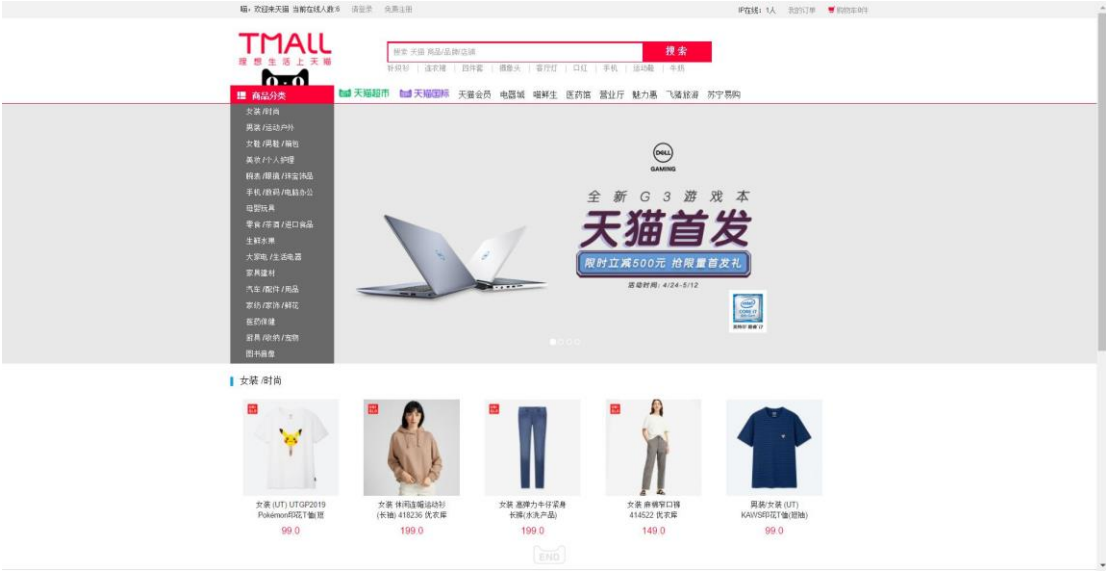 喵，欢迎来天猫 当前在线人数:6 请登录 免费注册
IP在线：1人 我的订单 购物车0件
TMALL
理想生活上天猫
搜索 天猫 商品/品牌/店铺 搜索
连衣裙 | 四件套 | 摄像头 | 客厅灯 | 口红 | 手机 | 运动鞋 | 牛奶
商品分类 天猫超市 天猫国际 天猫会员 电器城 喵鲜生 医药馆 营业厅 魅力惠 飞猪旅游 苏宁易购
女装 /时尚
男装 /运动户外
女鞋 /男鞋 /箱包
美妆 /个人护理
腕表 /眼镜 /珠宝饰品
手机 /数码 /电脑办公
母婴玩具
零食 /茶酒 /进口食品
生鲜水果
大家电 /生活电器
家具建材
汽车 /配件 /用品
家纺 /家饰 /鲜花
医药保健
厨具 /收纳 /宠物
图书音像
DELL
GAMING
全新G3游戏本
天猫首发
限时立减500元 抢限量首发礼
活动时间：4/24-5/12
CORE i7
女装 /时尚
女装 (UT) UTGP2019
Pokémon印花T恤(短
99.0
女装 休闲连帽运动衫
(长袖) 418236 优衣库
199.0
女装 高弹力牛仔紧身
长裤(水洗产品)
199.0
女装 麻棉窄口裤
414522 优衣库
149.0
男装/女装 (UT)
KAWS印花T恤(短袖)
99.0
END